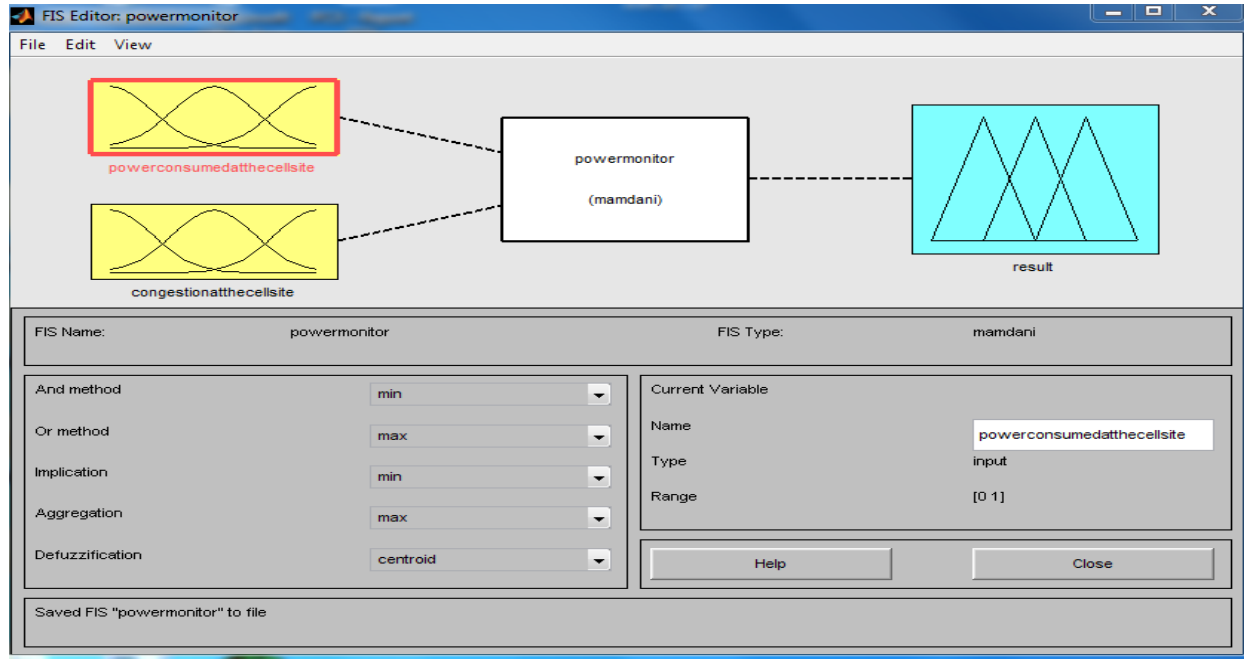 FIS Editor: powermonitor
File Edit View
powerconsumedatthecellsite
congestionatthecellsite
powermonitor
(mamdani)
result
FIS Name: powermonitor FIS Type: mamdani
And method min
Or method max
Implication min
Aggregation max
Defuzzification centroid
Current Variable
Name powerconsumedatthecellsite
Type input
Range [0 1]
Help Close
Saved FIS "powermonitor" to file